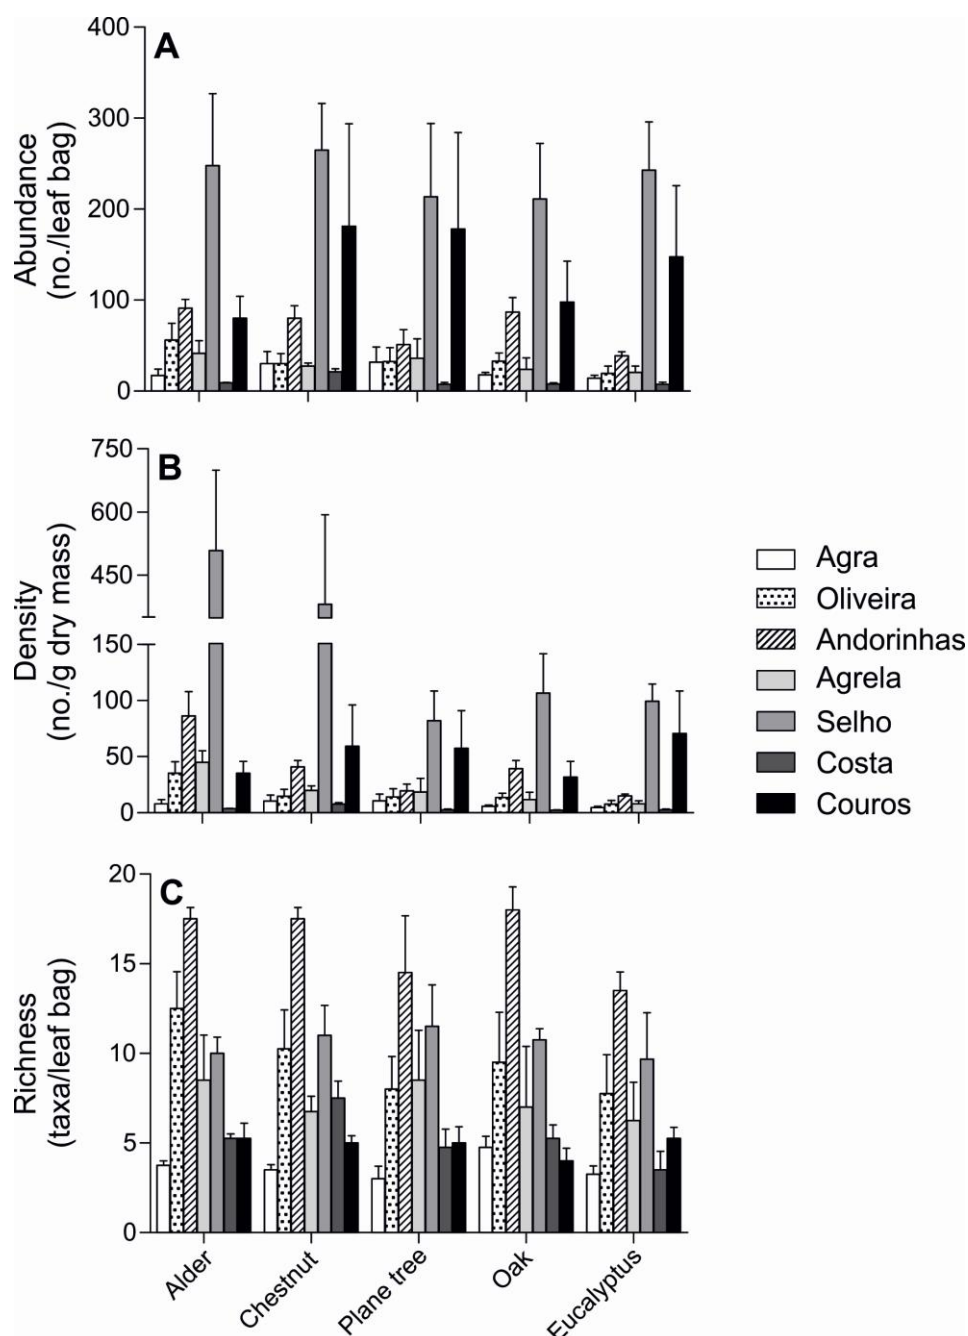 A
400
300
200
100
0
Abundance
(no./leaf bag)
B
750
600
450
150
100
50
0
Density
(no./g dry mass)
Agra
Oliveira
Andorinhas
Agrela
Selho
Costa
Couros
C
20
15
10
5
0
Richness
(taxa/leaf bag)
Alder
Chestnut
Plane tree
Oak
Eucalyptus